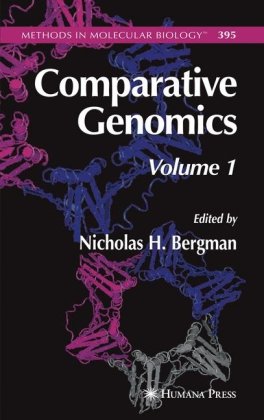 METHODS IN MOLECULAR BIOLOGY™ 395
Comparative
Genomics
Volume 1
Edited by
Nicholas H. Bergman
HUMANA PRESS